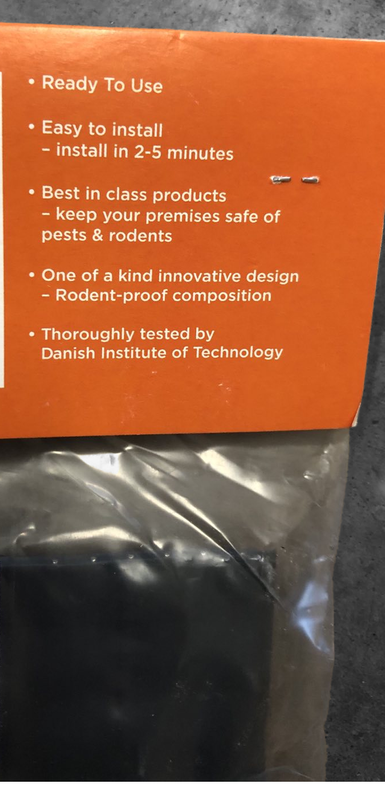 • Ready To Use
• Easy to install
– install in 2-5 minutes
• Best in class products
– keep your premises safe of
pests & rodents
• One of a kind innovative design
– Rodent-proof composition
• Thoroughly tested by
Danish Institute of Technology